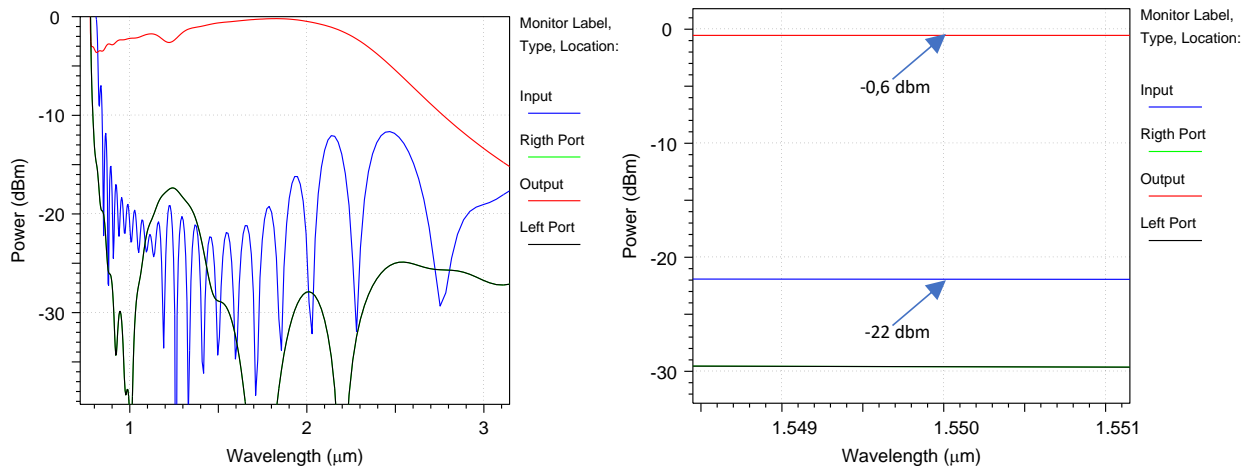 0
-10
-20
-30
Power (dBm)
1
2
3
Wavelength (μm)
Monitor Label,
Type, Location:
Input
Rigth Port
Output
Left Port
0
-10
-20
-30
Power (dBm)
-0,6 dbm
-22 dbm
1.549
1.550
1.551
Wavelength (μm)
Monitor Label,
Type, Location:
Input
Rigth Port
Output
Left Port